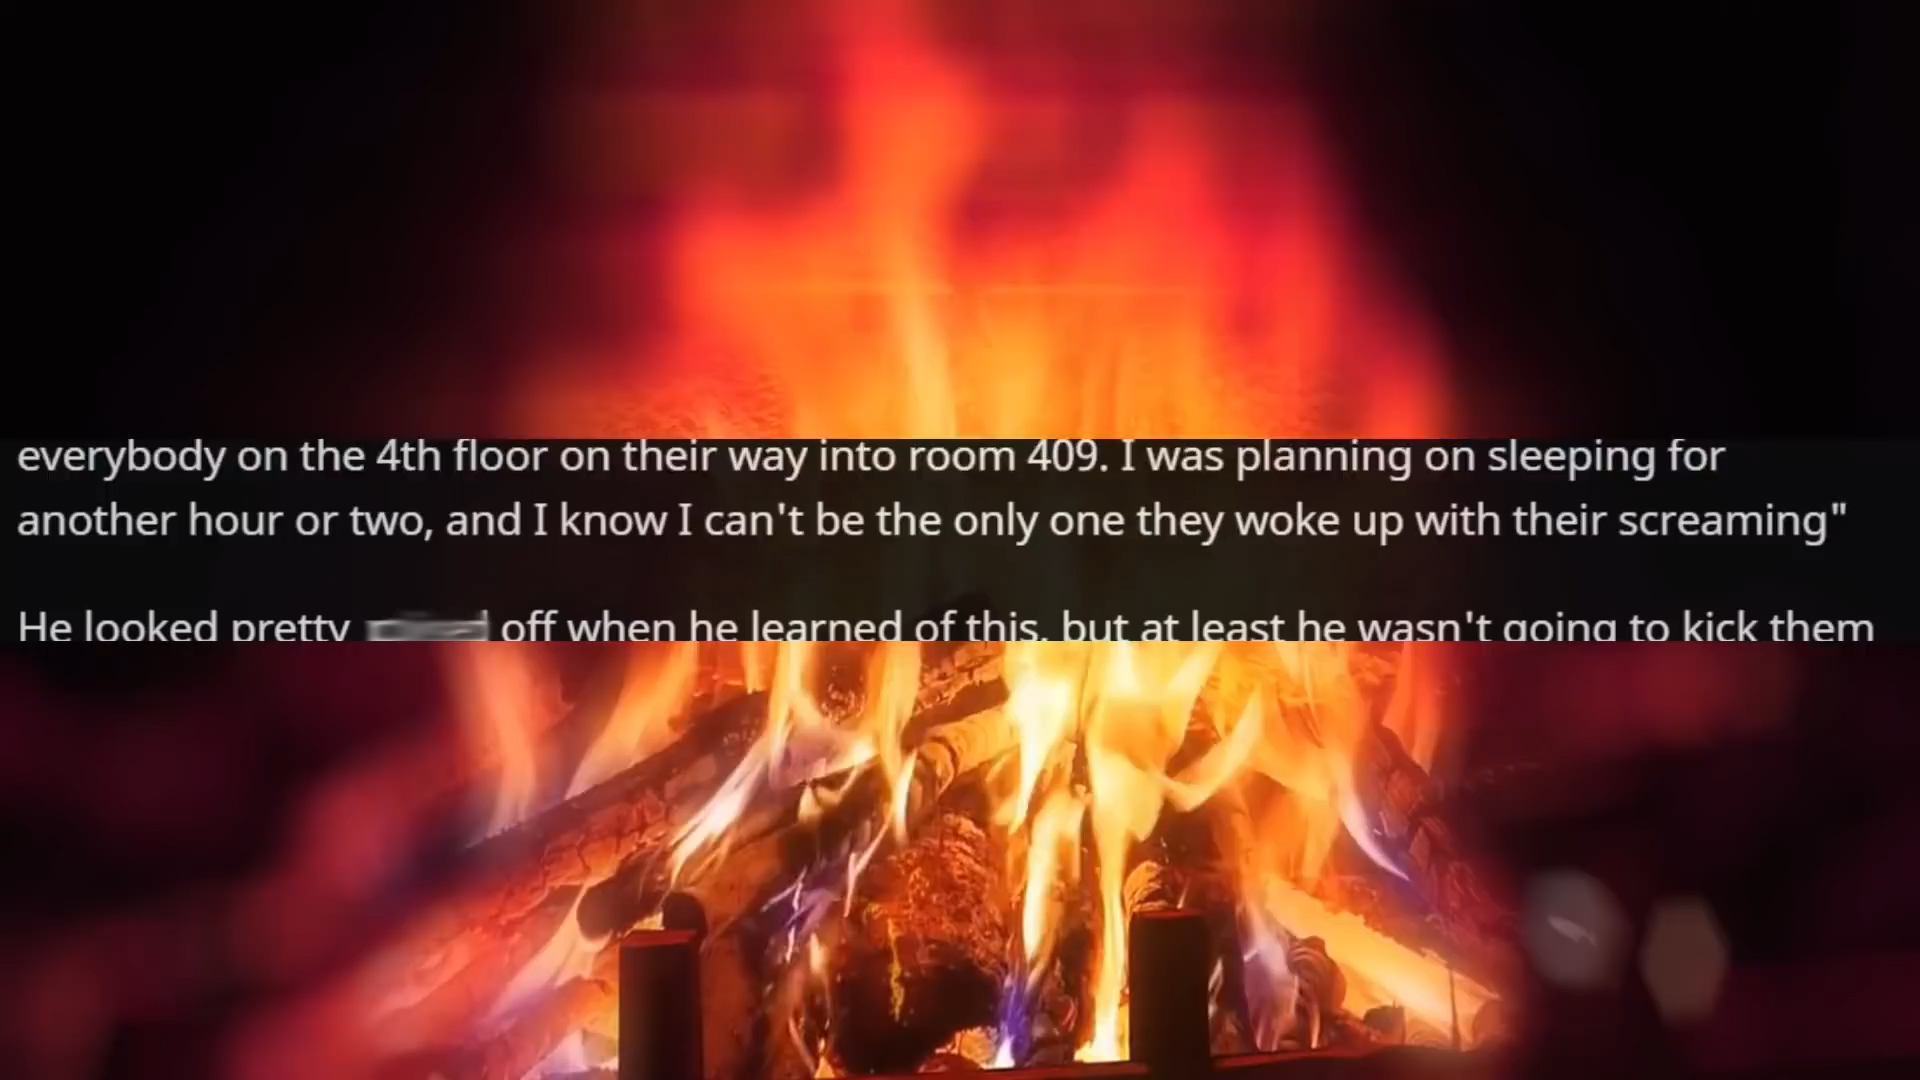 everybody on the 4th floor on their way into room 409. I was planning on sleeping for
another hour or two, and I know I can't be the only one they woke up with their screaming"
He looked pretty off when he learned of this, but at least he wasn't going to kick them